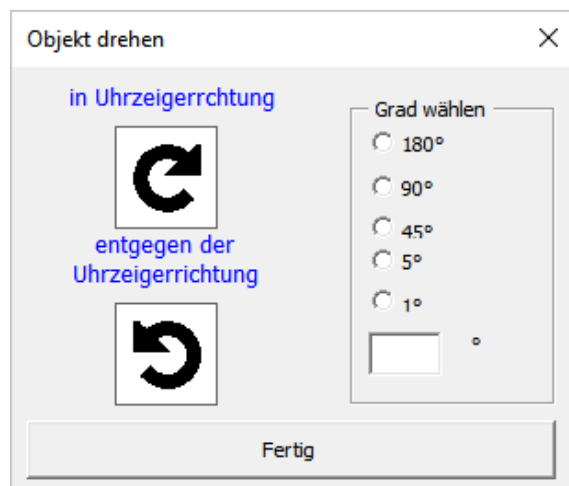 Objekt drehen
in Uhrzeigerrchtung
entgegen der
Uhrzeigerrichtung
Grad wählen
180°
90°
45°
5°
1°
°
Fertig